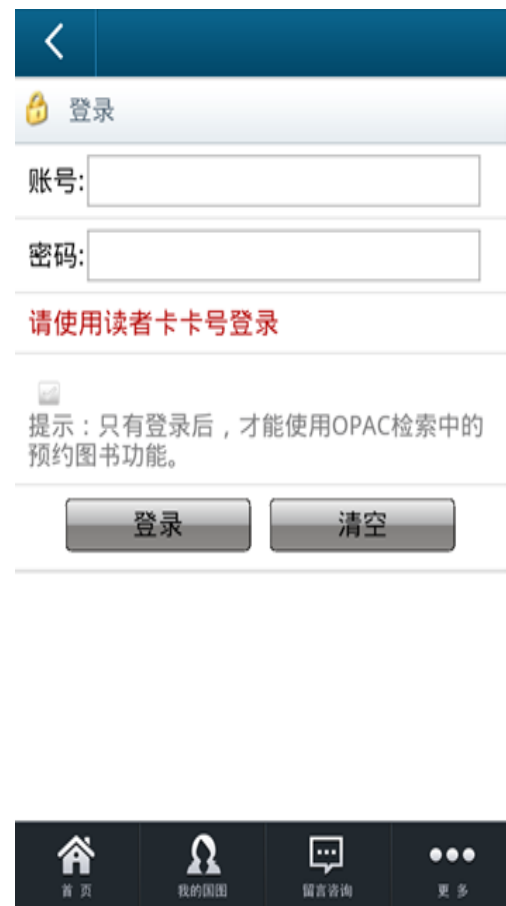 登录
账号:
密码:
请使用读者卡卡号登录
提示：只有登录后，才能使用OPAC检索中的
预约图书功能。
登录 清空
首页 我的国图 留言咨询 更多